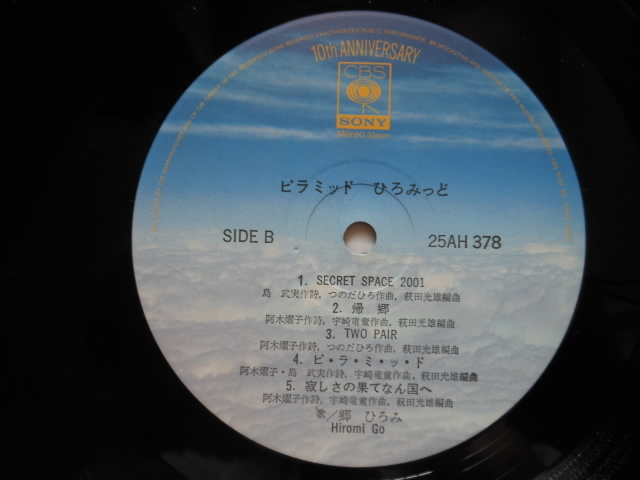 10th ANNIVERSARY
CBS
SONY
ピラミッド ひろみっど
SIDE B
25AH 378
1. SECRET SPACE 2001
島 武実作詩, つのだひろ作曲, 萩田光雄編曲
2. 帰 郷
阿木燿子作詩, 宇崎竜童作曲, 萩田光雄編曲
3. TWO PAIR
阿木燿子作詩, つのだひろ作曲, 萩田光雄編曲
4. ピ・ラ・ミ・ッ・ド
阿木燿子・島 武実作詩, 宇崎竜童作曲, 萩田光雄編曲
5. 寂しさの果てなん国へ
阿木燿子作詩, 宇崎竜童作曲, 萩田光雄編曲
歌／郷 ひろみ
Hiromi Go